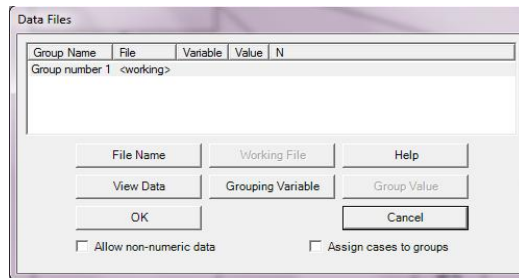 Data Files
Group Name File Variable Value N
Group number 1 <working>
File Name Working File Help
View Data Grouping Variable Group Value
OK Cancel
Allow non-numeric data Assign cases to groups